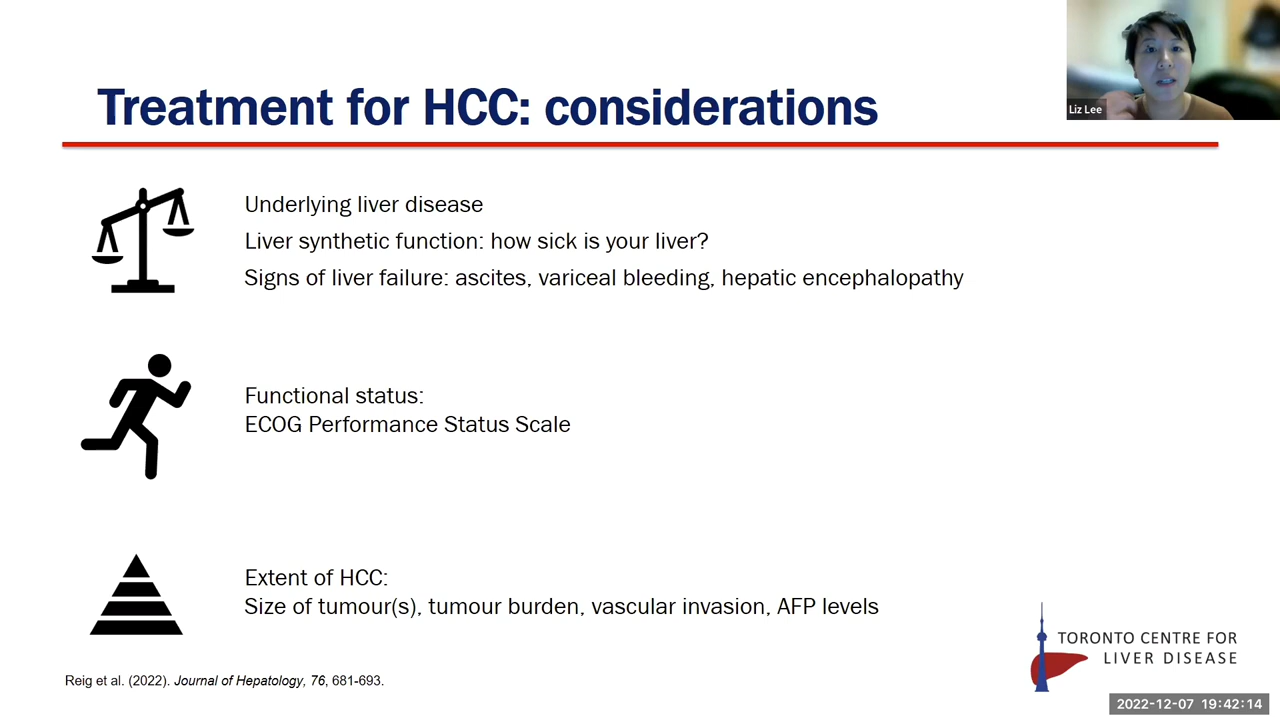 Liz Lee
Treatment for HCC: considerations
Underlying liver disease
Liver synthetic function: how sick is your liver?
Signs of liver failure: ascites, variceal bleeding, hepatic encephalopathy
Functional status:
ECOG Performance Status Scale
Extent of HCC:
Size of tumour(s), tumour burden, vascular invasion, AFP levels
TORONTO CENTRE FOR
LIVER DISEASE
Reig et al. (2022). Journal of Hepatology, 76, 681-693.
2022-12-07 19:42:14